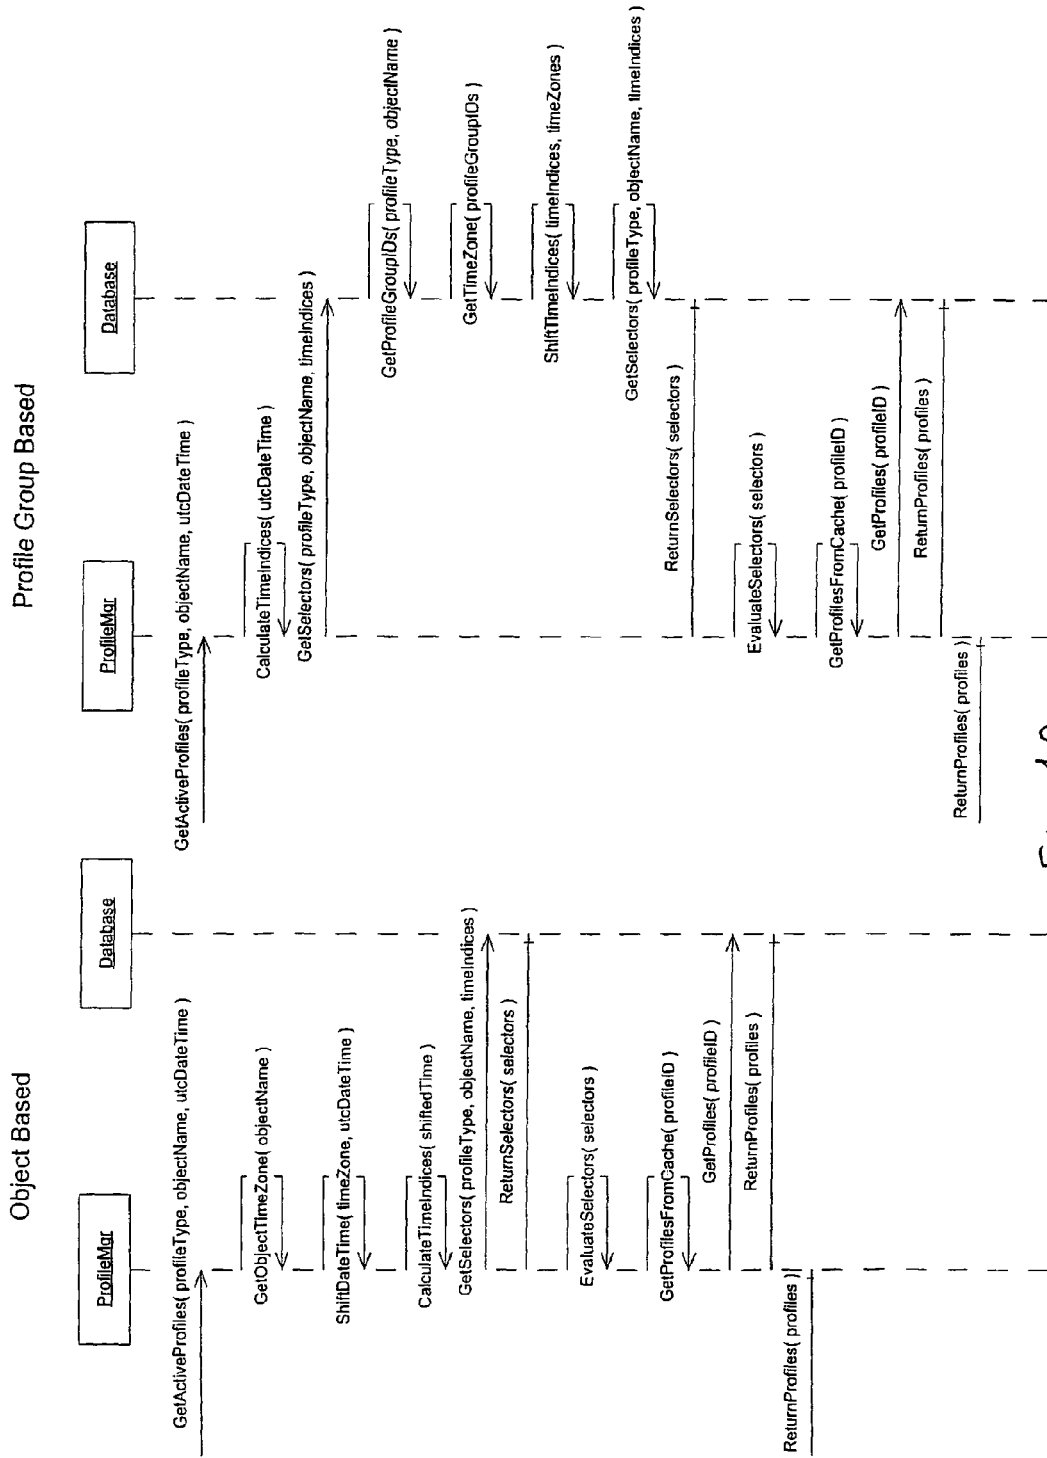 Object Based
ProfileMgr
Database
GetActiveProfiles( profileType, objectName, utcDateTime )
GetObjectTimeZone( objectName )
ShiftDateTime( timeZone, utcDateTime )
CalculateTimeIndices( shiftedTime )
GetSelectors( profileType, objectName, timeIndices )
ReturnSelectors( selectors )
EvaluateSelectors( selectors )
GetProfilesFromCache( profileID )
GetProfiles( profileID )
ReturnProfiles( profiles )
ReturnProfiles( profiles )
Profile Group Based
ProfileMgr
Database
GetActiveProfiles( profileType, objectName, utcDateTime )
CalculateTimeIndices( utcDateTime )
GetSelectors( profileType, objectName, timeIndices )
GetProfileGroupIDs( profileType, objectName )
GetTimeZone( profileGroupIDs )
ShiftTimeIndices( timeIndices, timeZones )
GetSelectors( profileType, objectName, timeIndices )
ReturnSelectors( selectors )
EvaluateSelectors( selectors )
GetProfilesFromCache( profileID )
GetProfiles( profileID )
ReturnProfiles( profiles )
ReturnProfiles( profiles )